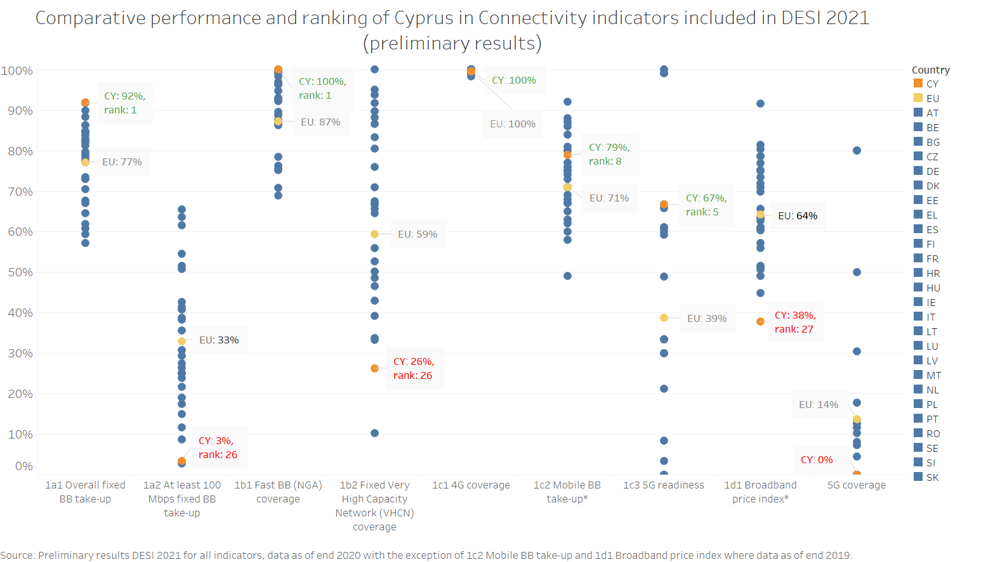 Comparative performance and ranking of Cyprus in Connectivity indicators included in DESI 2021
(preliminary results)
100%
90%
80%
70%
60%
50%
40%
30%
20%
10%
0%
CY: 92%,
rank: 1
EU: 77%
EU: 33%
CY: 3%,
rank: 26
CY: 100%,
rank: 1
EU: 87%
EU: 59%
CY: 26%,
rank: 26
CY: 100%
EU: 100%
CY: 79%,
rank: 8
EU: 71%
CY: 67%,
rank: 5
EU: 39%
EU: 64%
CY: 38%,
rank: 27
EU: 14%
CY: 0%
1a1 Overall fixed
BB take-up
1a2 At least 100
Mbps fixed BB
take-up
1b1 Fast BB (NGA)
coverage
1b2 Fixed Very
High Capacity
Network (VHCN)
coverage
1c1 4G coverage
1c2 Mobile BB
take-up*
1c3 5G readiness
1d1 Broadband
price index*
5G coverage
Country
CY
EU
AT
BE
BG
CZ
DE
DK
EE
EL
ES
FI
FR
HR
HU
IE
IT
LT
LU
LV
MT
NL
PL
PT
RO
SE
SI
SK
Source: Preliminary results DESI 2021 for all indicators, data as of end 2020 with the exception of 1c2 Mobile BB take-up and 1d1 Broadband price index where data as of end 2019.